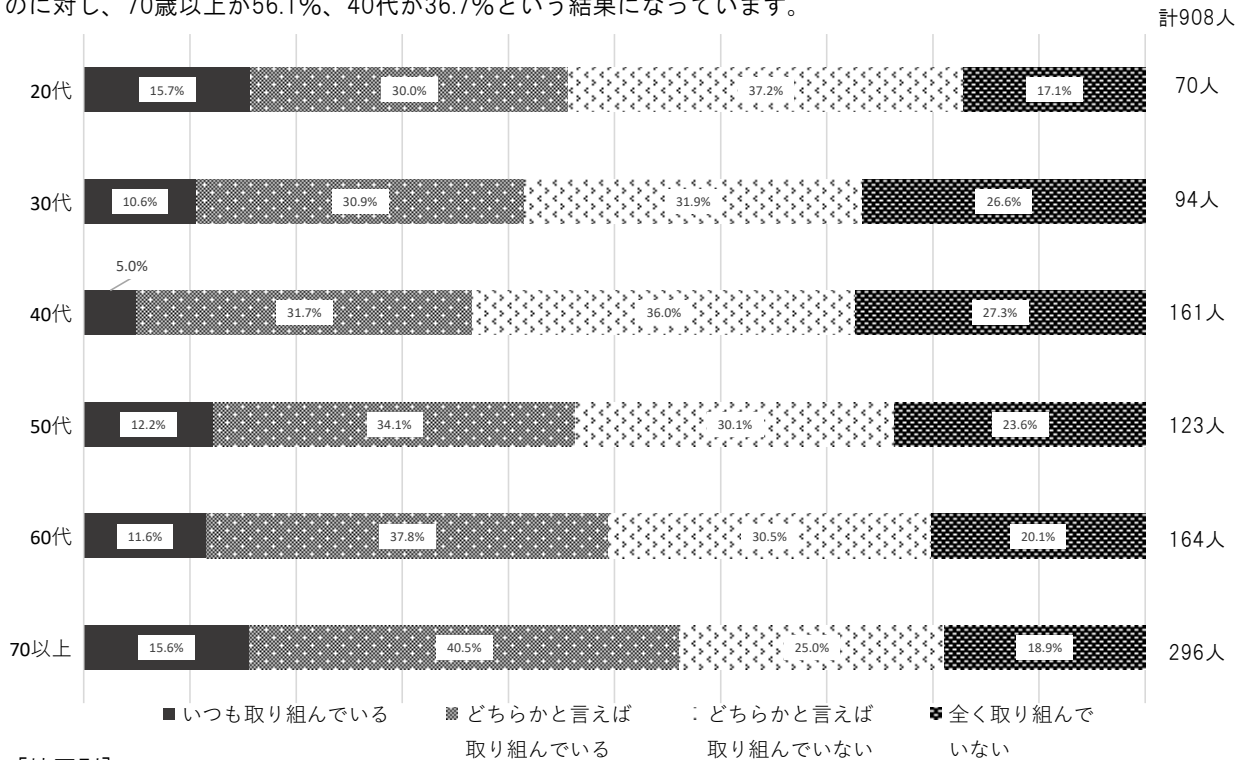 のに対し、70歳以上が56.1%、40代が36.7%という結果になっています。
計908人
20代 15.7% 30.0% 37.2% 17.1% 70人
30代 10.6% 30.9% 31.9% 26.6% 94人
5.0%
40代 31.7% 36.0% 27.3% 161人
50代 12.2% 34.1% 30.1% 23.6% 123人
60代 11.6% 37.8% 30.5% 20.1% 164人
70以上 15.6% 40.5% 25.0% 18.9% 296人
いつも取り組んでいる どちらかと言えば どちらかと言えば 全く取り組んで
取り組んでいる 取り組んでいない いない